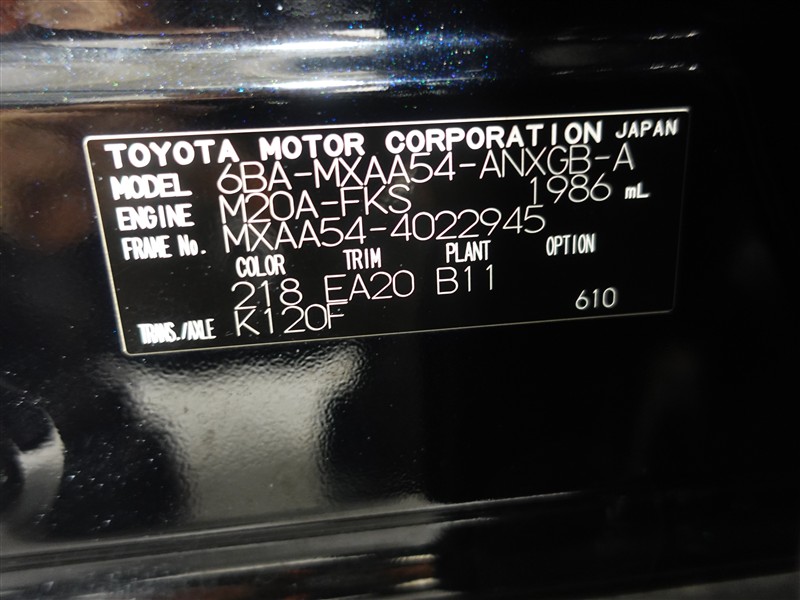 TOYOTA MOTOR CORPORATION JAPAN
MODEL 6BA-MXAA54-ANXGB-A
ENGINE M20A-FKS 1986 mL
FRAME No. MXAA54-4022945
COLOR TRIM PLANT OPTION
218 EA20 B11
TRANS./AXLE K120F 610